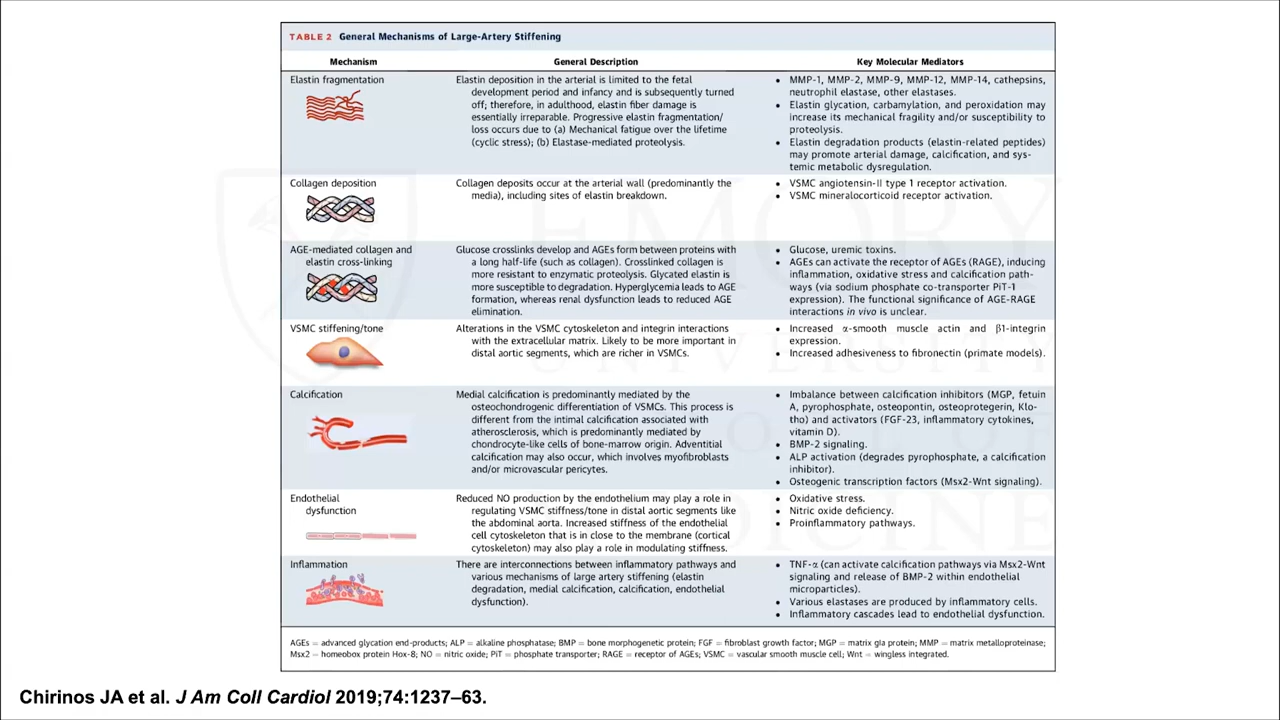 TABLE 2 General Mechanisms of Large-Artery Stiffening
Mechanism General Description Key Molecular Mediators
Elastin fragmentation
Elastin deposition in the arterial is limited to the fetal
development period and infancy and is subsequently turned
off; therefore, in adulthood, elastin fiber damage is
essentially irreparable. Progressive elastin fragmentation/
loss occurs due to (a) Mechanical fatigue over the lifetime
(cyclic stress); (b) Elastase-mediated proteolysis.
• MMP-1, MMP-2, MMP-9, MMP-12, MMP-14, cathepsins,
neutrophil elastase, other elastases.
• Elastin glycation, carbamylation, and peroxidation may
increase its mechanical fragility and/or susceptibility to
proteolysis.
• Elastin degradation products (elastin-related peptides)
may promote arterial damage, calcification, and sys-
temic metabolic dysregulation.
Collagen deposition
Collagen deposits occur at the arterial wall (predominantly the
media), including sites of elastin breakdown.
• VSMC angiotensin-II type 1 receptor activation.
• VSMC mineralocorticoid receptor activation.
AGE-mediated collagen and
elastin cross-linking
Glucose crosslinks develop and AGEs form between proteins with
a long half-life (such as collagen). Crosslinked collagen is
more resistant to enzymatic proteolysis. Glycated elastin is
more susceptible to degradation. Hyperglycemia leads to AGE
formation, whereas renal dysfunction leads to reduced AGE
elimination.
• Glucose, uremic toxins.
• AGEs can activate the receptor of AGEs (RAGE), inducing
inflammation, oxidative stress and calcification path-
ways (via sodium phosphate co-transporter PiT-1
expression). The functional significance of AGE-RAGE
interactions in vivo is unclear.
VSMC stiffening/tone
Alterations in the VSMC cytoskeleton and integrin interactions
with the extracellular matrix. Likely to be more important in
distal aortic segments, which are richer in VSMCs.
• Increased α-smooth muscle actin and β1-integrin
expression.
• Increased adhesiveness to fibronectin (primate models).
Calcification
Medial calcification is predominantly mediated by the
osteochondrogenic differentiation of VSMCs. This process is
different from the intimal calcification associated with
atherosclerosis, which is predominantly mediated by
chondrocyte-like cells of bone-marrow origin. Adventitial
calcification may also occur, which involves myofibroblasts
and/or microvascular pericytes.
• Imbalance between calcification inhibitors (MGP, fetuin
A, pyrophosphate, osteopontin, osteoprotegerin, Klo-
tho) and activators (FGF-23, inflammatory cytokines,
vitamin D).
• BMP-2 signaling.
• ALP activation (degrades pyrophosphate, a calcification
inhibitor).
• Osteogenic transcription factors (Msx2-Wnt signaling).
Endothelial
dysfunction
Reduced NO production by the endothelium may play a role in
regulating VSMC stiffness/tone in distal aortic segments like
the abdominal aorta. Increased stiffness of the endothelial
cell cytoskeleton that is in close to the membrane (cortical
cytoskeleton) may also play a role in modulating stiffness.
• Oxidative stress.
• Nitric oxide deficiency.
• Proinflammatory pathways.
Inflammation
There are interconnections between inflammatory pathways and
various mechanisms of large artery stiffening (elastin
degradation, medial calcification, calcification, endothelial
dysfunction).
• TNF-α (can activate calcification pathways via Msx2-Wnt
signaling and release of BMP-2 within endothelial
microparticles).
• Various elastases are produced by inflammatory cells.
• Inflammatory cascades lead to endothelial dysfunction.
AGEs = advanced glycation end-products; ALP = alkaline phosphatase; BMP = bone morphogenetic protein; FGF = fibroblast growth factor; MGP = matrix gla protein; MMP = matrix metalloproteinase;
Msx2 = homeobox protein Hox-8; NO = nitric oxide; PiT = phosphate transporter; RAGE = receptor of AGEs; VSMC = vascular smooth muscle cell; Wnt = wingless integrated.
EMORY
UNIVERSITY
MEDICINE
Chirinos JA et al. J Am Coll Cardiol 2019;74:1237–63.